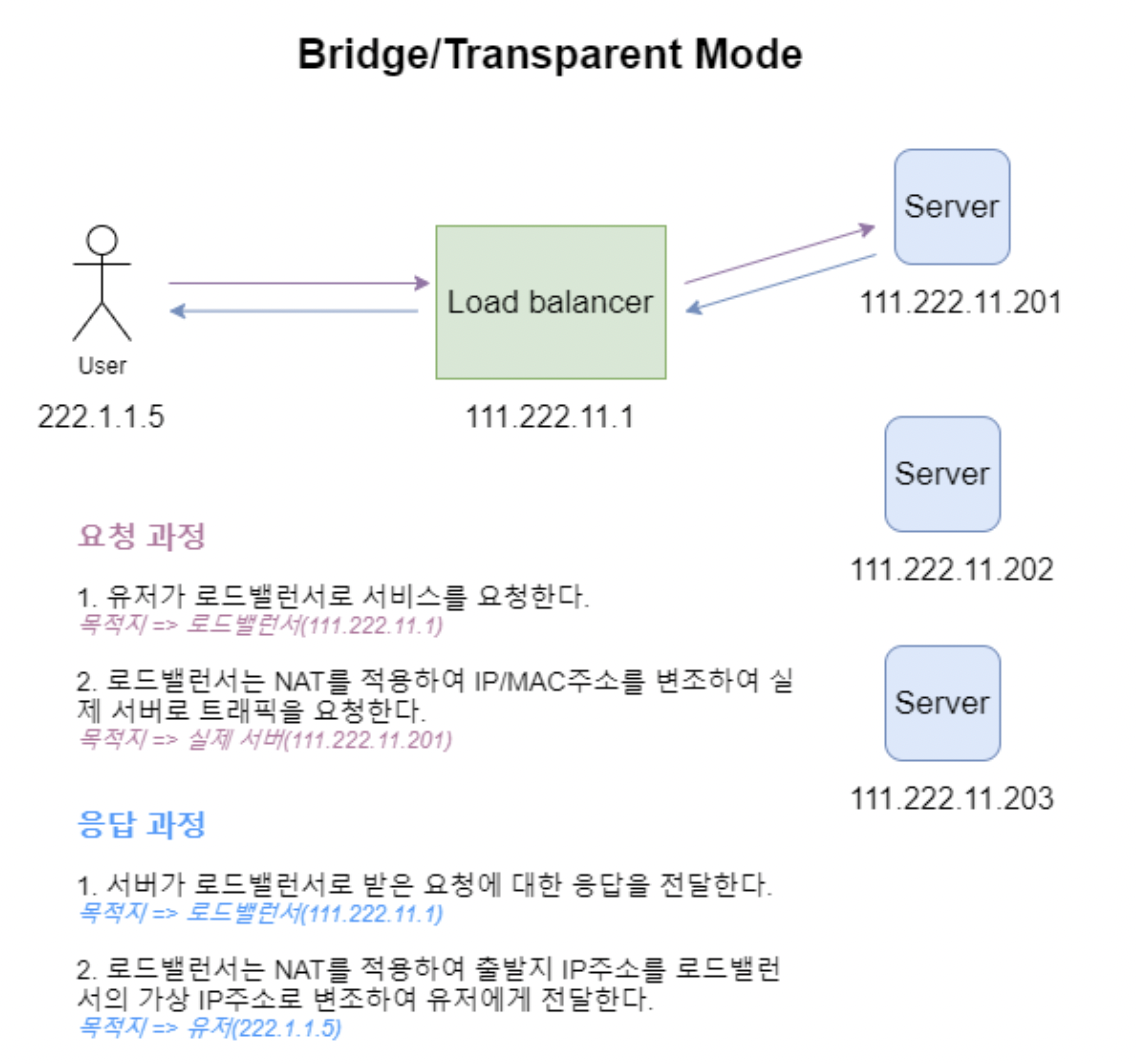 Bridge/Transparent Mode
Server
Load balancer
111.222.11.201
User
222.1.1.5
111.222.11.1
Server
111.222.11.202
Server
111.222.11.203
요청 과정
1. 유저가 로드밸런서로 서비스를 요청한다.
목적지 => 로드밸런서(111.222.11.1)
2. 로드밸런서는 NAT를 적용하여 IP/MAC주소를 변조하여 실
제 서버로 트래픽을 요청한다.
목적지 => 실제 서버(111.222.11.201)
응답 과정
1. 서버가 로드밸런서로 받은 요청에 대한 응답을 전달한다.
목적지 => 로드밸런서(111.222.11.1)
2. 로드밸런서는 NAT를 적용하여 출발지 IP주소를 로드밸런
서의 가상 IP주소로 변조하여 유저에게 전달한다.
목적지 => 유저(222.1.1.5)